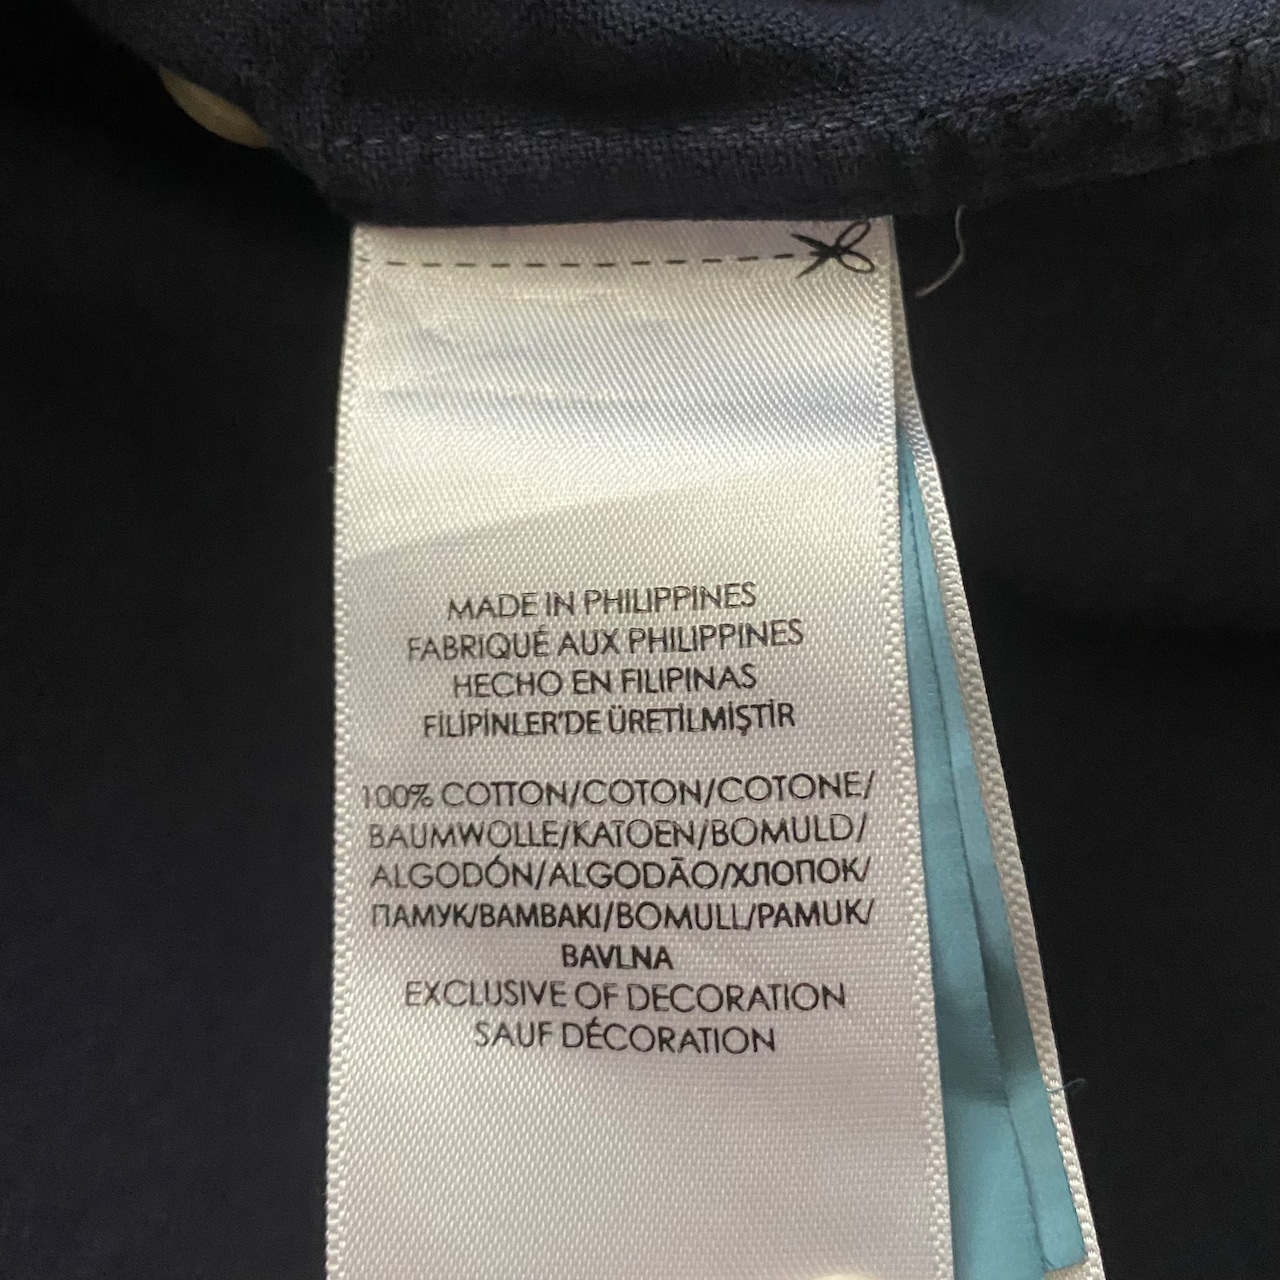 MADE IN PHILIPPINES
FABRIQUÉ AUX PHILIPPINES
HECHO EN FILIPINAS
FİLİPİNLER'DE ÜRETİLMİŞTİR
100% COTTON/COTON/COTONE/
BAUMWOLLE/KATOEN/BOMULD/
ALGODÓN/ALGODÃO/ХЛОПОК/
ПАМУК/BAMBAKI/BOMULL/PAMUK/
BAVLNA
EXCLUSIVE OF DECORATION
SAUF DÉCORATION